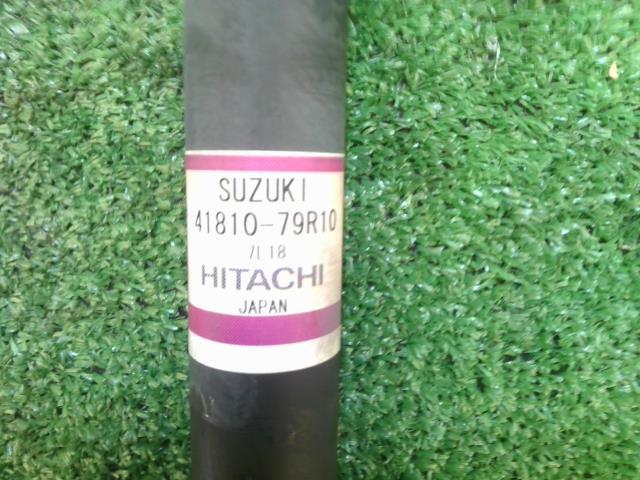 SUZUKI
41810-79R10
7L18
HITACHI
JAPAN